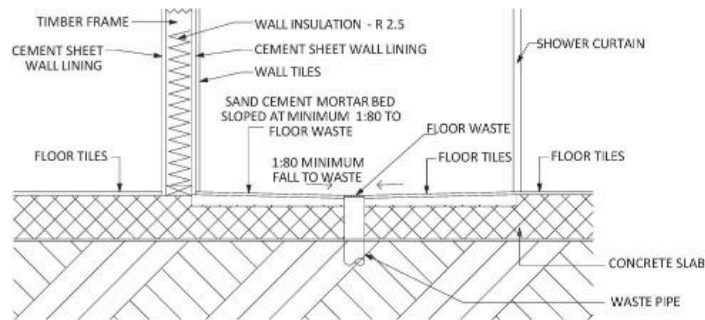 TIMBER FRAME
WALL INSULATION - R 2.5
CEMENT SHEET
WALL LINING
CEMENT SHEET WALL LINING
SHOWER CURTAIN
WALL TILES
SAND CEMENT MORTAR BED
SLOPED AT MINIMUM 1:80 TO
FLOOR WASTE
FLOOR WASTE
FLOOR TILES
1:80 MINIMUM
FALL TO WASTE
FLOOR TILES
FLOOR TILES
CONCRETE SLAB
WASTE PIPE